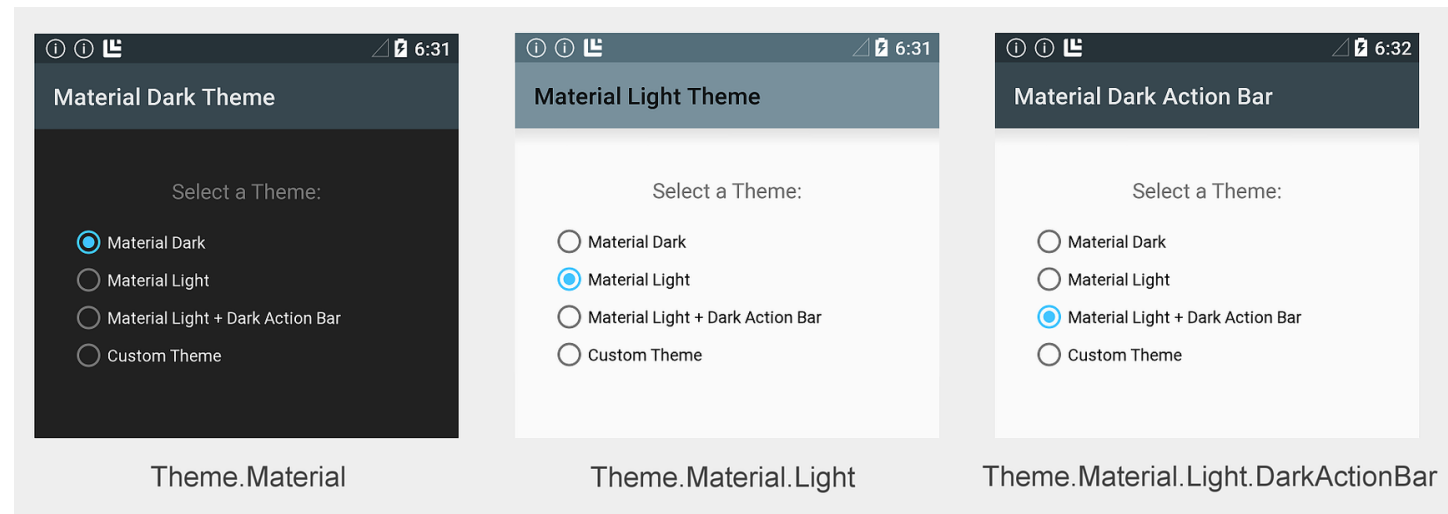 6:31
Material Dark Theme
Select a Theme:
Material Dark
Material Light
Material Light + Dark Action Bar
Custom Theme
Theme.Material
6:31
Material Light Theme
Select a Theme:
Material Dark
Material Light
Material Light + Dark Action Bar
Custom Theme
Theme.Material.Light
6:32
Material Dark Action Bar
Select a Theme:
Material Dark
Material Light
Material Light + Dark Action Bar
Custom Theme
Theme.Material.Light.DarkActionBar